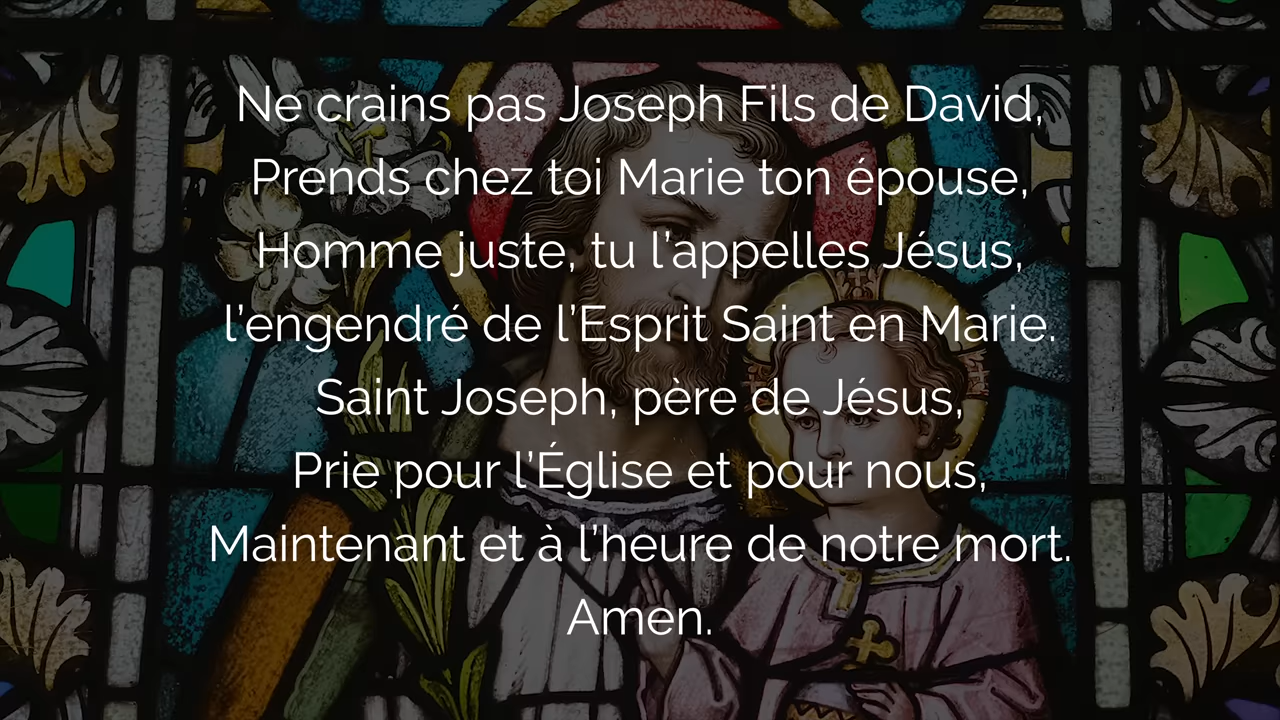 Ne crains pas Joseph Fils de David,
Prends chez toi Marie ton épouse,
Homme juste, tu l’appelles Jésus,
l’engendré de l’Esprit Saint en Marie.
Saint Joseph, père de Jésus,
Prie pour l’Église et pour nous,
Maintenant et à l’heure de notre mort.
Amen.